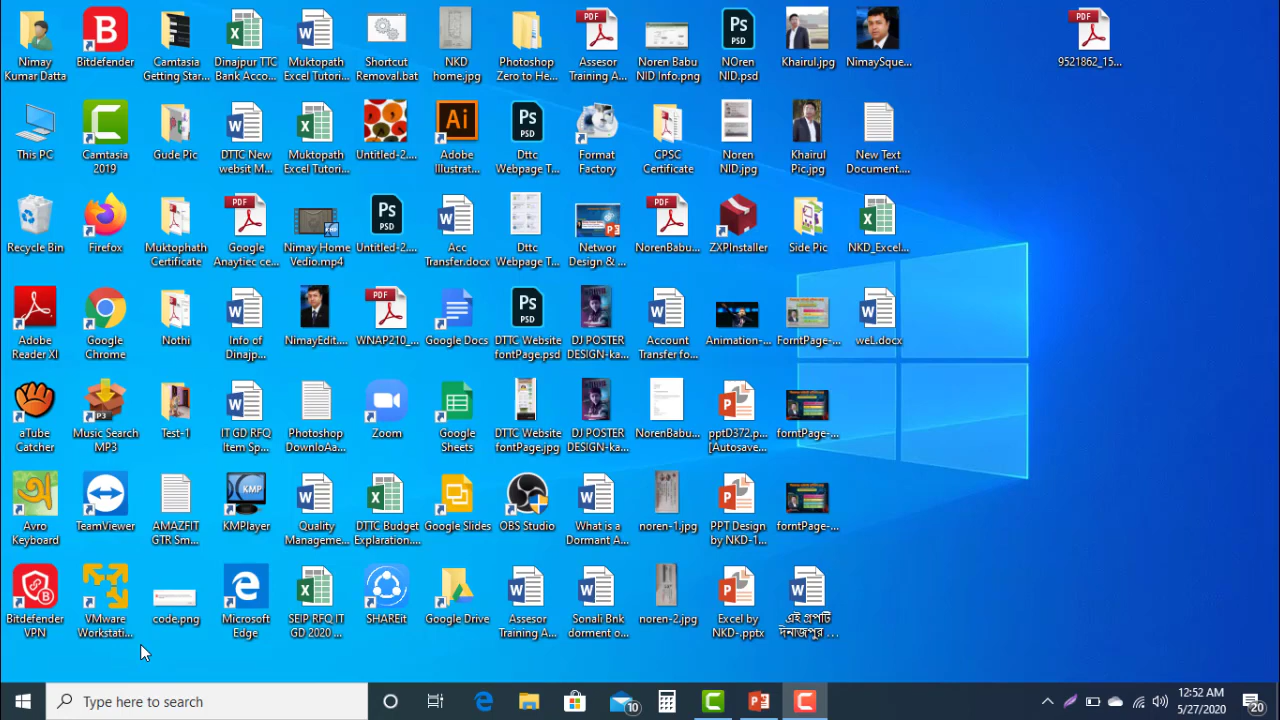 Nimay
Kumar Datta
Bitdefender
Camtasia
Getting Star...
Dinajpur TTC
Bank Acco...
Muktopath
Excel Tutori...
Shortcut
Removal.bat
NKD
home.jpg
Photoshop
Zero to He...
Assesor
Training A...
Noren Babu
NID Info.png
NOren
NID.psd
Khairul.jpg
NimaySque...
9521862_15...
This PC
Camtasia
2019
Gude Pic
DTTC New
websit M...
Muktopath
Excel Tutori...
Untitled-2....
Adobe
Illustrat...
Dttc
Webpage T...
Format
Factory
CPSC
Certificate
Noren
NID.jpg
Khairul
Pic.jpg
New Text
Document....
Recycle Bin
Firefox
Muktophath
Certificate
Google
Anaytiec ce...
Nimay Home
Vedio.mp4
Untitled-2....
Acc
Transfer.docx
Dttc
Webpage T...
Networ
Design & ...
NorenBabu...
ZXPInstaller
Side Pic
NKD_Excel...
Adobe
Reader XI
Google
Chrome
Nothi
Info of
Dinajp...
NimayEdit....
WNAP210_...
Google Docs
DTTC Website
fontPage.psd
DJ POSTER
DESIGN-ka...
Account
Transfer fo...
Animation-...
ForntPage-...
weL.docx
aTube
Catcher
Music Search
MP3
Test-1
IT GD RFQ
Item Sp...
Photoshop
DownloAa...
Zoom
Google
Sheets
DTTC Website
fontPage.jpg
DJ POSTER
DESIGN-ka...
NorenBabu...
pptD372.p...
[Autosave...
forntPage-...
Avro
Keyboard
TeamViewer
AMAZFIT
GTR Sm...
KMPlayer
Quality
Manageme...
DTTC Budget
Explaration....
Google Slides
OBS Studio
What is a
Dormant A...
noren-1.jpg
PPT Design
by NKD-1...
forntPage-...
Bitdefender
VPN
VMware
Workstati...
code.png
Microsoft
Edge
SEIP RFQ IT
GD 2020 ...
SHAREit
Google Drive
Assesor
Training A...
Sonali Bnk
dorment o...
noren-2.jpg
Excel by
NKD-.pptx
এই গ্রুপটি
দিনাজপুর ...
Type here to search
10
12:52 AM
5/27/2020
20